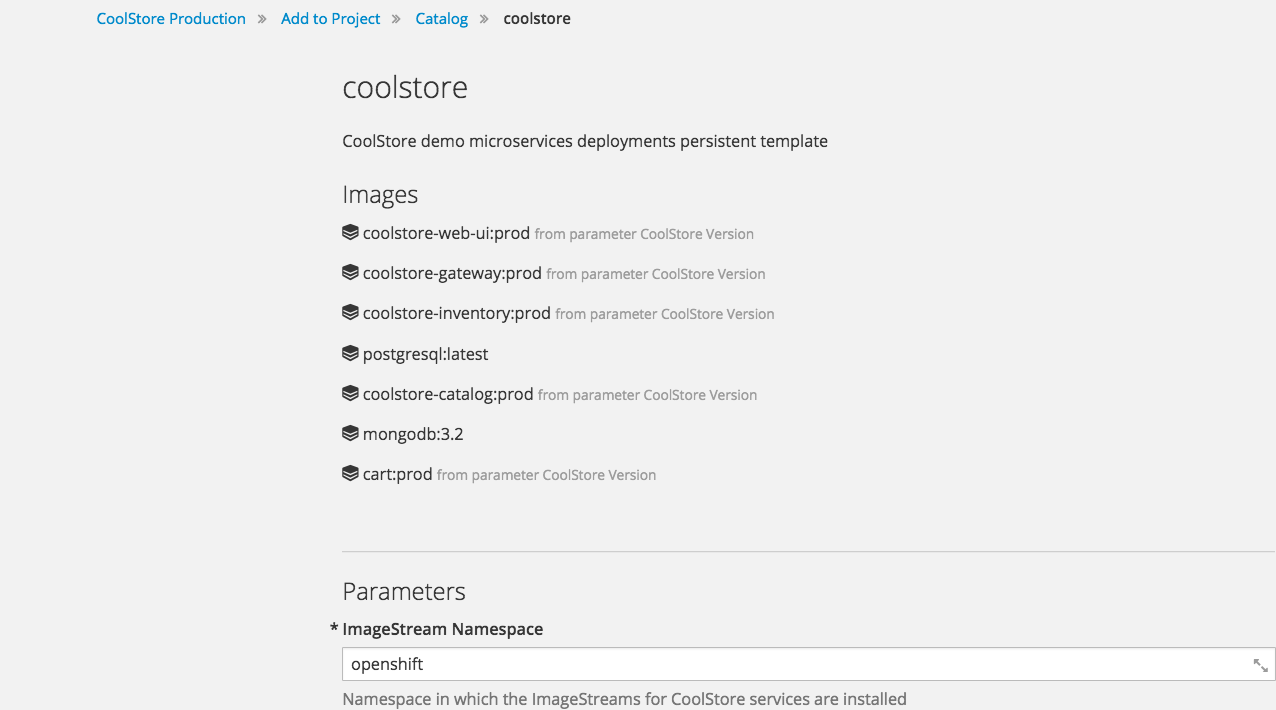 CoolStore Production » Add to Project » Catalog » coolstore
coolstore
CoolStore demo microservices deployments persistent template
Images
coolstore-web-ui:prod from parameter CoolStore Version
coolstore-gateway:prod from parameter CoolStore Version
coolstore-inventory:prod from parameter CoolStore Version
postgresql:latest
coolstore-catalog:prod from parameter CoolStore Version
mongodb:3.2
cart:prod from parameter CoolStore Version
Parameters
* ImageStream Namespace
openshift
Namespace in which the ImageStreams for CoolStore services are installed